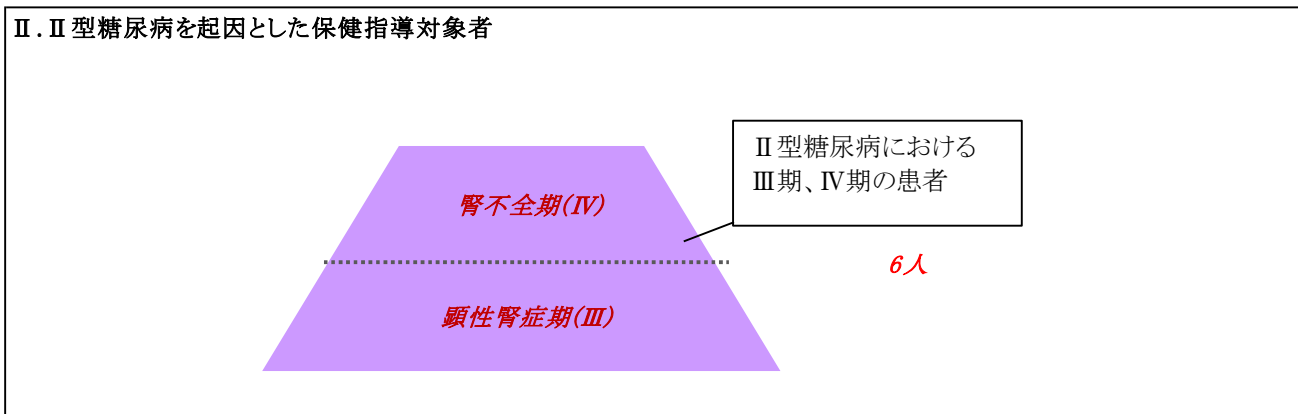 Ⅱ.Ⅱ型糖尿病を起因とした保健指導対象者
Ⅱ型糖尿病における
Ⅲ期、Ⅳ期の患者
腎不全期(Ⅳ)
6人
顕性腎症期(Ⅲ)